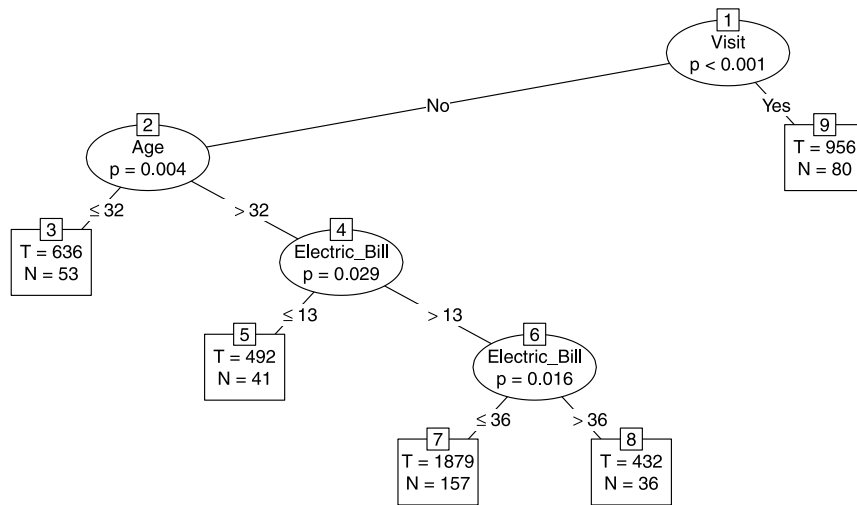 1
Visit
p < 0.001
No
Yes
2
Age
p = 0.004
9
T = 956
N = 80
≤ 32
> 32
3
T = 636
N = 53
4
Electric_Bill
p = 0.029
≤ 13
> 13
5
T = 492
N = 41
6
Electric_Bill
p = 0.016
≤ 36
> 36
7
T = 1879
N = 157
8
T = 432
N = 36